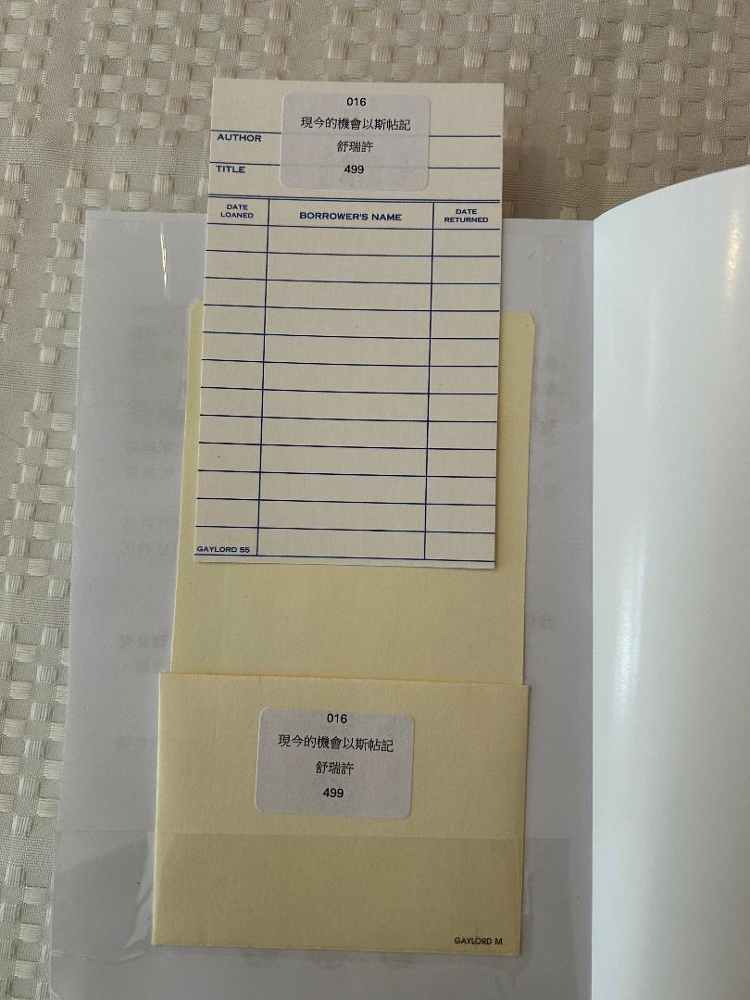 016
現今的機會以斯帖記
舒瑞許
499
AUTHOR
TITLE
DATE LOANED
BORROWER'S NAME
DATE RETURNED
GAYLORD 55
016
現今的機會以斯帖記
舒瑞許
499
GAYLORD M